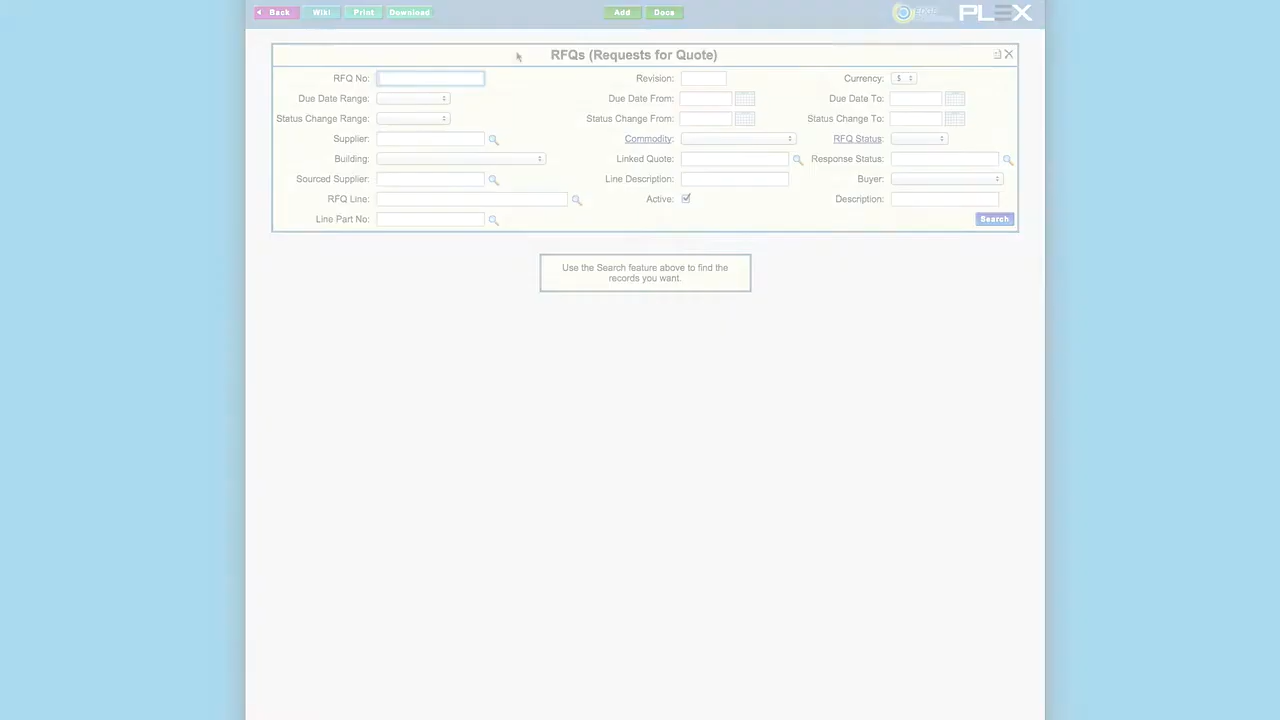 Back Wiki Print Download Add Docs PLEX
RFQs (Requests for Quote)
RFQ No: Revision: Currency: $
Due Date Range: Due Date From: Due Date To:
Status Change Range: Status Change From: Status Change To:
Supplier: Commodity: RFQ Status:
Building: Linked Quote: Response Status:
Sourced Supplier: Line Description: Buyer:
RFQ Line: Active: Description:
Line Part No: Search
Use the Search feature above to find the
records you want.